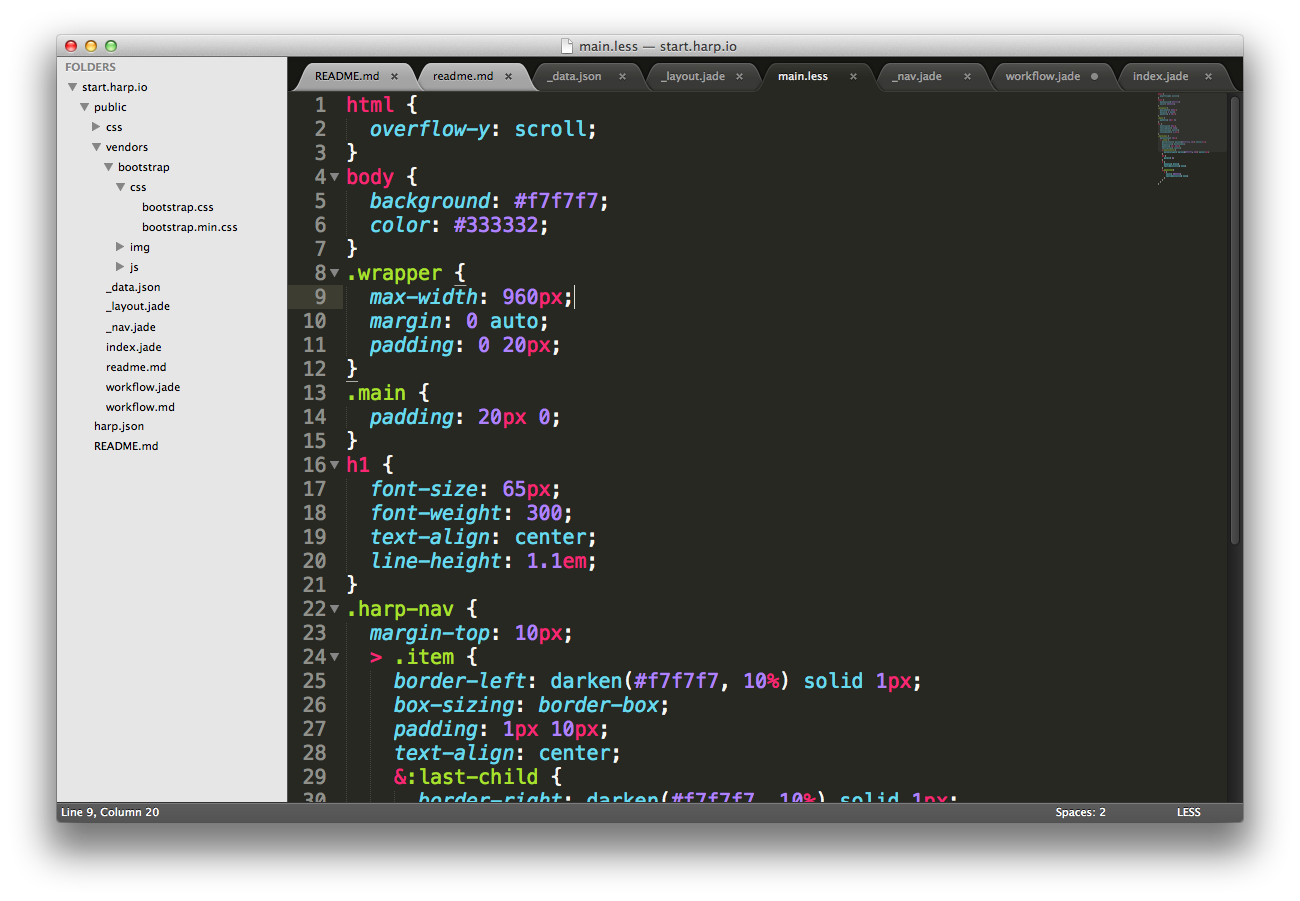 main.less — start.harp.io
FOLDERS
start.harp.io
public
css
vendors
bootstrap
css
bootstrap.css
bootstrap.min.css
img
js
_data.json
_layout.jade
_nav.jade
index.jade
readme.md
workflow.jade
workflow.md
harp.json
README.md
README.md × readme.md × _data.json × _layout.jade × main.less × _nav.jade × workflow.jade index.jade ×
1 html {
2   overflow-y: scroll;
3 }
4 body {
5   background: #f7f7f7;
6   color: #333332;
7 }
8 .wrapper {
9   max-width: 960px;
10   margin: 0 auto;
11   padding: 0 20px;
12 }
13 .main {
14   padding: 20px 0;
15 }
16 h1 {
17   font-size: 65px;
18   font-weight: 300;
19   text-align: center;
20   line-height: 1.1em;
21 }
22 .harp-nav {
23   margin-top: 10px;
24   > .item {
25     border-left: darken(#f7f7f7, 10%) solid 1px;
26     box-sizing: border-box;
27     padding: 1px 10px;
28     text-align: center;
29     &:last-child {
30       border-right: darken(#f7f7f7, 10%) solid 1px;
Line 9, Column 20
Spaces: 2
LESS